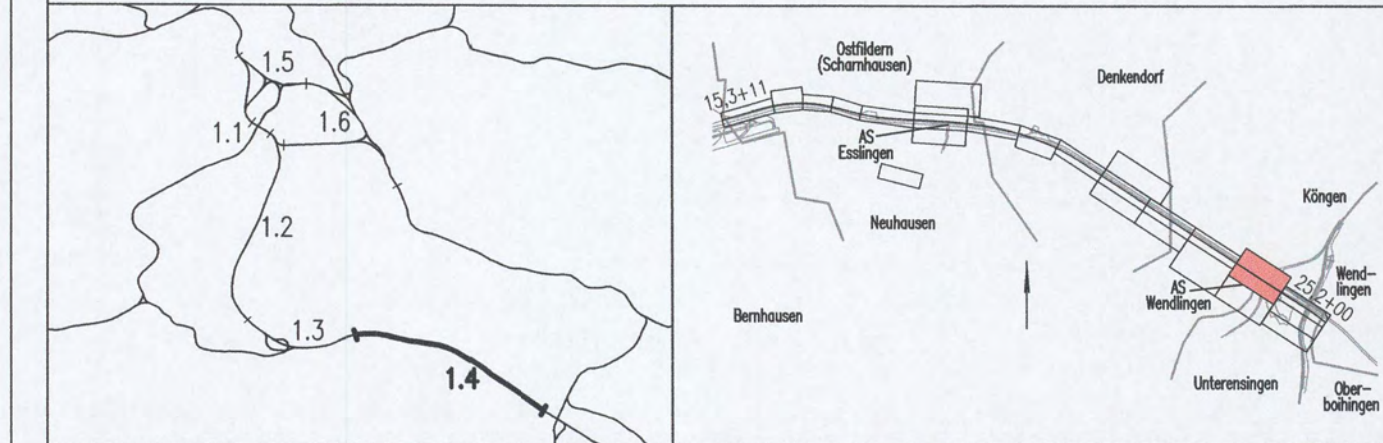 1.5
1.1
1.6
1.2
1.3
1.4
15,3+11
Ostfildern
(Scharnhausen)
Denkendorf
AS
Esslingen
Neuhausen
Köngen
Wend-
lingen
AS
Wendlingen
25,2+00
Bernhausen
Unterensingen
Ober-
boihingen